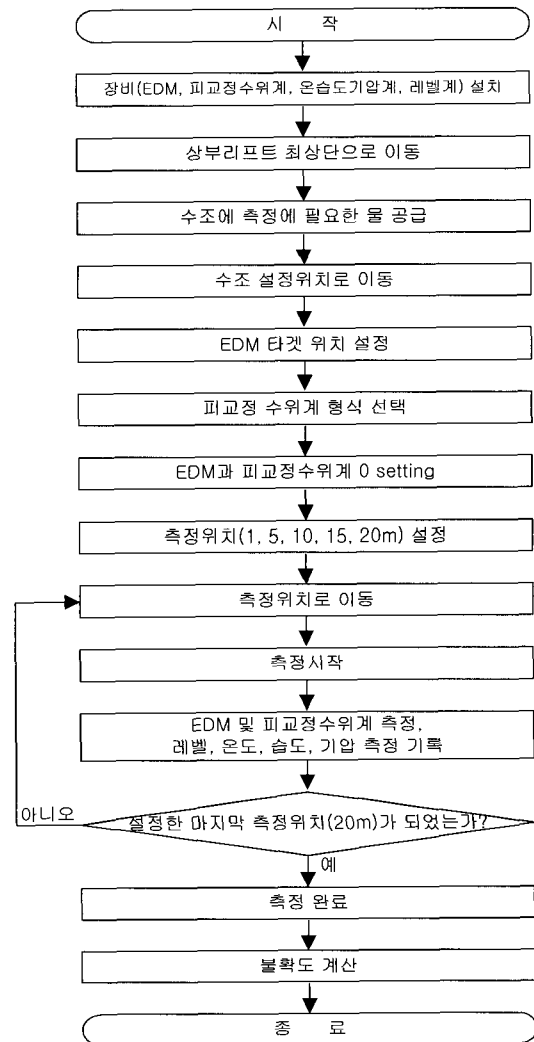 시 작
장비(EDM, 피교정수위계, 온습도기압계, 레벨계) 설치
상부리프트 최상단으로 이동
수조에 측정에 필요한 물 공급
수조 설정위치로 이동
EDM 타겟 위치 설정
피교정 수위계 형식 선택
EDM과 피교정수위계 0 setting
측정위치(1, 5, 10, 15, 20m) 설정
측정위치로 이동
측정시작
EDM 및 피교정수위계 측정,
레벨, 온도, 습도, 기압 측정 기록
아니오
설정한 마지막 측정위치(20m)가 되었는가?
예
측정 완료
불확도 계산
종 료